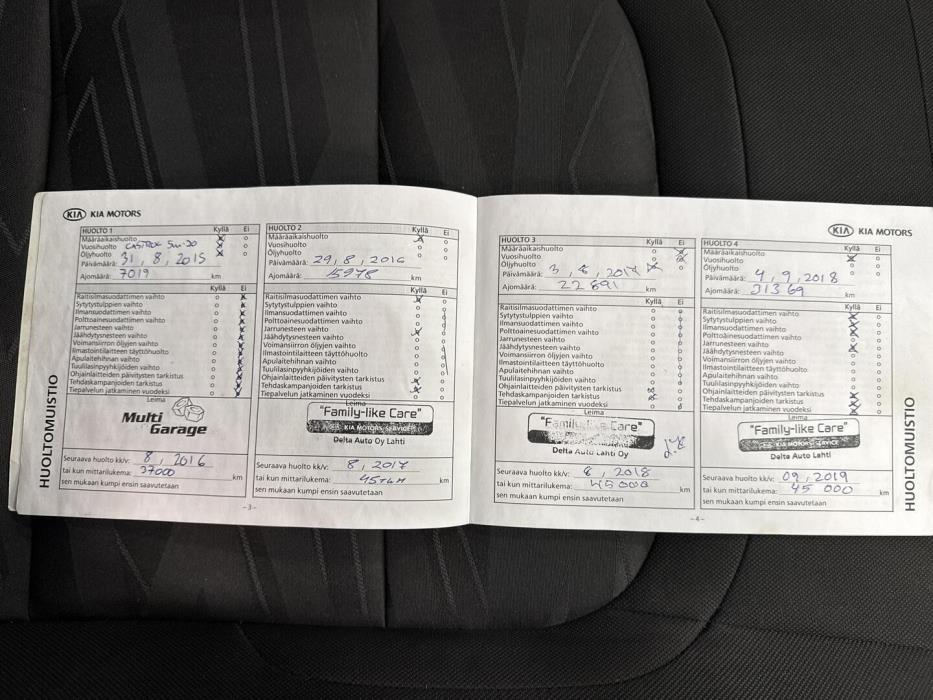 KIA KIA MOTORS
HUOLTO 1 Kyllä Ei
Määräaikaishuolto
Vuosihuolto CASTROL 5w-30
Öljyhuolto
Päivämäärä: 31, 8, 2015
Ajomäärä: 7019 km
Kyllä Ei
Raitisilmasuodattimen vaihto
Sytytystulppien vaihto
Ilmansuodattimen vaihto
Polttoainesuodattimen vaihto
Jarrunesteen vaihto
Jäähdytysnesteen vaihto
Voimansiirron öljyjen vaihto
Ilmastointilaitteen täyttöhuolto
Apulaitehihnan vaihto
Tuulilasinpyyhkijöiden vaihto
Ohjainlaitteiden päivitysten tarkistus
Tehdaskampanjoiden tarkistus
Tiepalvelun jatkaminen vuodeksi
Leima
Multi Garage
Seuraava huolto kk/v: 8, 2016
tai kun mittarilukema: 37000 km
sen mukaan kumpi ensin saavutetaan
HUOLTO 2 Kyllä Ei
Määräaikaishuolto
Vuosihuolto
Öljyhuolto
Päivämäärä: 29, 8, 2016
Ajomäärä: 15978 km
Kyllä Ei
Raitisilmasuodattimen vaihto
Sytytystulppien vaihto
Ilmansuodattimen vaihto
Polttoainesuodattimen vaihto
Jarrunesteen vaihto
Jäähdytysnesteen vaihto
Voimansiirron öljyjen vaihto
Ilmastointilaitteen täyttöhuolto
Apulaitehihnan vaihto
Tuulilasinpyyhkijöiden vaihto
Ohjainlaitteiden päivitysten tarkistus
Tehdaskampanjoiden tarkistus
Tiepalvelun jatkaminen vuodeksi
Leima
"Family-like Care"
KIA MOTORS SERVICE
Delta Auto Oy Lahti
Seuraava huolto kk/v: 8, 2017
tai kun mittarilukema: km
sen mukaan kumpi ensin saavutetaan
HUOLTOMUISTIO
-3-
KIA KIA MOTORS
HUOLTO 3 Kyllä Ei
Määräaikaishuolto
Vuosihuolto
Öljyhuolto
Päivämäärä: 3, 8, 2017
Ajomäärä: 22891 km
Kyllä Ei
Raitisilmasuodattimen vaihto
Sytytystulppien vaihto
Ilmansuodattimen vaihto
Polttoainesuodattimen vaihto
Jarrunesteen vaihto
Jäähdytysnesteen vaihto
Voimansiirron öljyjen vaihto
Ilmastointilaitteen täyttöhuolto
Apulaitehihnan vaihto
Tuulilasinpyyhkijöiden vaihto
Ohjainlaitteiden päivitysten tarkistus
Tehdaskampanjoiden tarkistus
Tiepalvelun jatkaminen vuodeksi
Leima
"Family-like Care"
Delta Auto Lahti Oy
Seuraava huolto kk/v: 8, 2018
tai kun mittarilukema: 45000 km
sen mukaan kumpi ensin saavutetaan
HUOLTO 4 Kyllä Ei
Määräaikaishuolto
Vuosihuolto
Öljyhuolto
Päivämäärä: 4, 9, 2018
Ajomäärä: 31369 km
Kyllä Ei
Raitisilmasuodattimen vaihto
Sytytystulppien vaihto
Ilmansuodattimen vaihto
Polttoainesuodattimen vaihto
Jarrunesteen vaihto
Jäähdytysnesteen vaihto
Voimansiirron öljyjen vaihto
Ilmastointilaitteen täyttöhuolto
Apulaitehihnan vaihto
Tuulilasinpyyhkijöiden vaihto
Ohjainlaitteiden päivitysten tarkistus
Tehdaskampanjoiden tarkistus
Tiepalvelun jatkaminen vuodeksi
Leima
"Family-like Care"
KIA MOTORS SERVICE
Delta Auto Lahti
Seuraava huolto kk/v: 09, 2019
tai kun mittarilukema: 45 000 km
sen mukaan kumpi ensin saavutetaan
HUOLTOMUISTIO
-4-